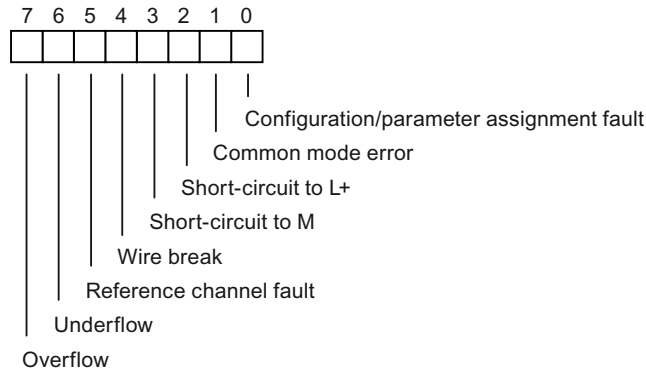 7 6 5 4 3 2 1 0
Configuration/parameter assignment fault
Common mode error
Short-circuit to L+
Short-circuit to M
Wire break
Reference channel fault
Underflow
Overflow